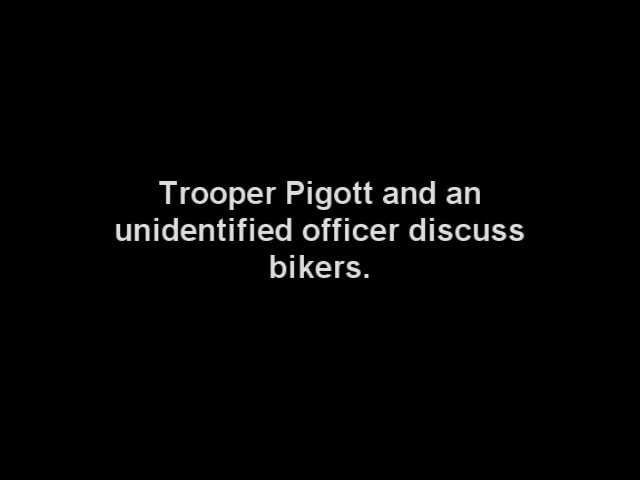 Trooper Pigott and an
unidentified officer discuss
bikers.